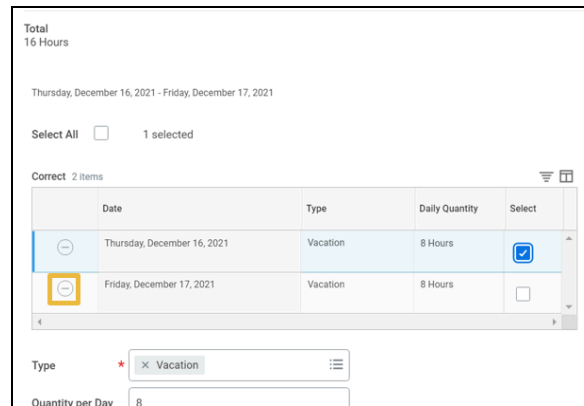 Total
16 Hours
Thursday, December 16, 2021 - Friday, December 17, 2021
Select All 1 selected
Correct 2 items
Date Type Daily Quantity Select
Thursday, December 16, 2021 Vacation 8 Hours
Friday, December 17, 2021 Vacation 8 Hours
Type * × Vacation
Quantity per Day 8